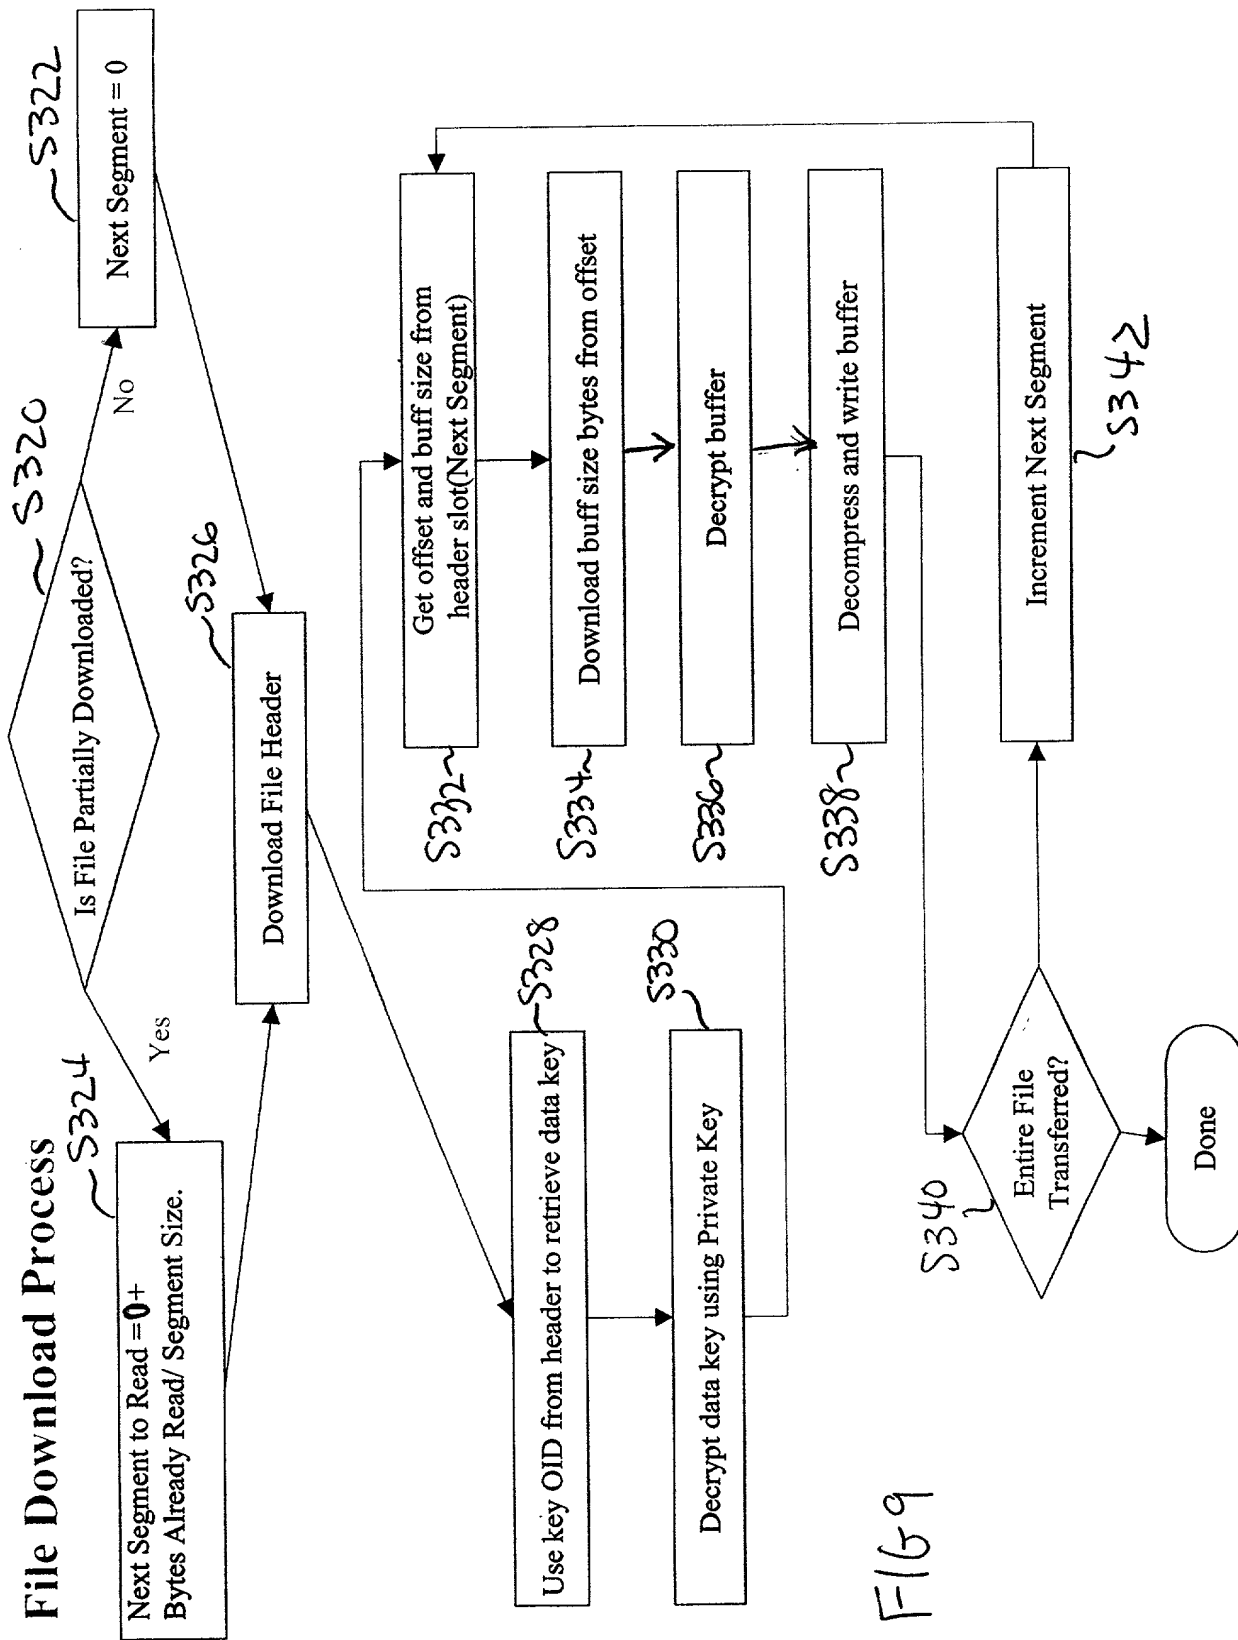 File Download Process
S320
Is File Partially Downloaded?
Yes
No
S324
Next Segment to Read =0+
Bytes Already Read/ Segment Size.
S322
Next Segment = 0
S326
Download File Header
S328
Use key OID from header to retrieve data key
S330
Decrypt data key using Private Key
S332
Get offset and buff size from
header slot(Next Segment)
S334
Download buff size bytes from offset
S336
Decrypt buffer
S338
Decompress and write buffer
S340
Entire File
Transferred?
S342
Increment Next Segment
Done
FIG 9